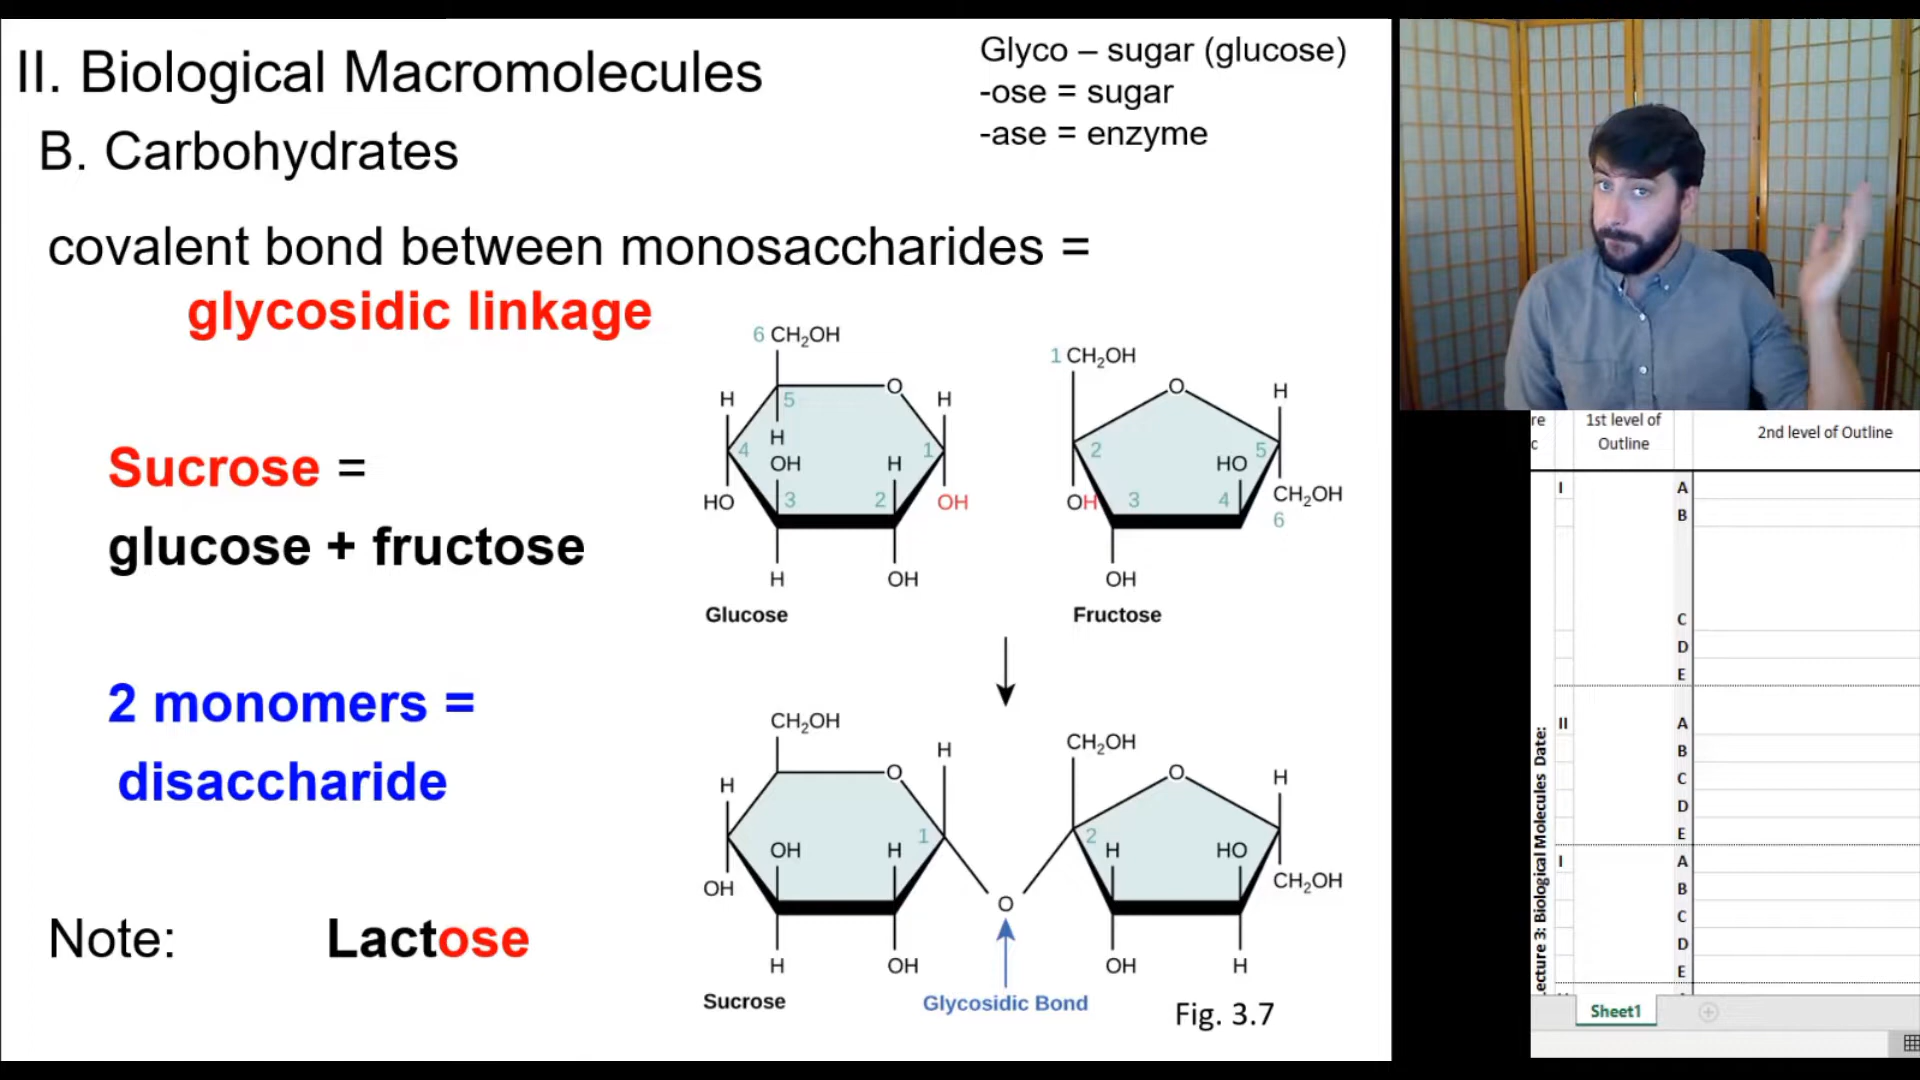 II. Biological Macromolecules
B. Carbohydrates
Glyco – sugar (glucose)
-ose = sugar
-ase = enzyme
covalent bond between monosaccharides =
glycosidic linkage
Sucrose =
glucose + fructose
2 monomers =
disaccharide
Note: Lactose
6 CH₂OH
H
O
H
5
H
4
OH
H
1
HO
3
2
OH
H
OH
Glucose
1 CH₂OH
O
H
2
HO
5
OH
3
4
CH₂OH
6
OH
Fructose
CH₂OH
H
O
H
1
OH
H
OH
H
OH
Sucrose
CH₂OH
O
H
2
H
HO
CH₂OH
OH
H
O
Glycosidic Bond
Fig. 3.7
re
c
1st level of
Outline
2nd level of Outline
ecture 3: Biological Molecules Date:
I
A
B
C
D
E
II
A
B
C
D
E
I
A
B
C
D
E
Sheet1